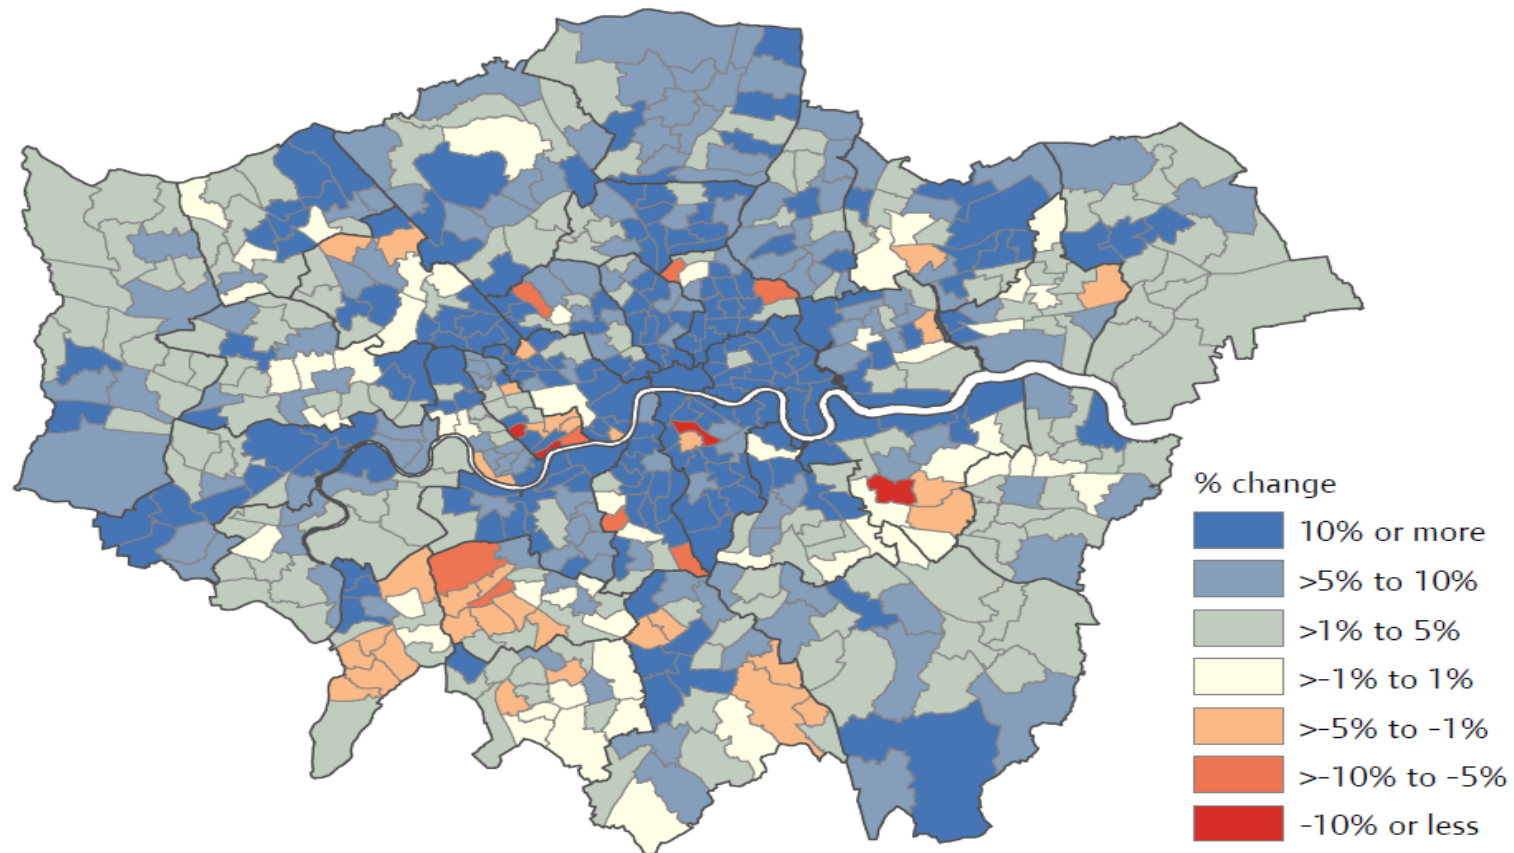 % change
10% or more
>5% to 10%
>1% to 5%
>-1% to 1%
>-5% to -1%
>-10% to -5%
-10% or less